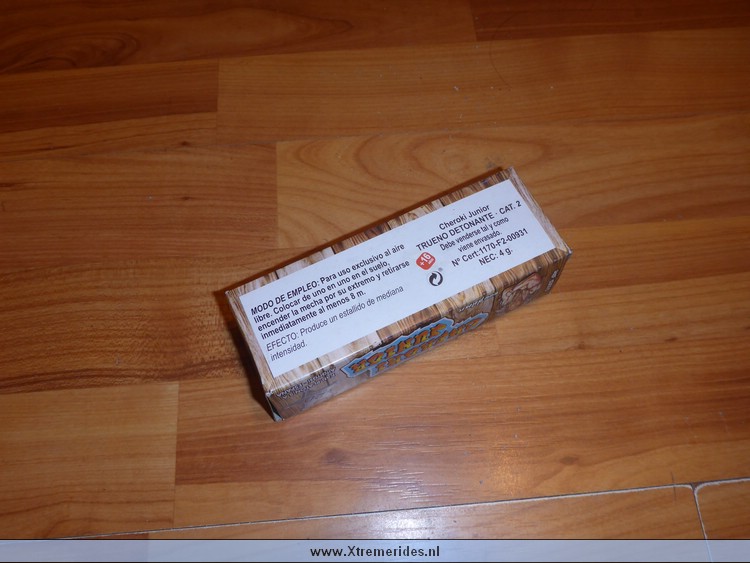 MODO DE EMPLEO: Para uso exclusivo al aire
libre. Colocar de uno en uno en el suelo,
encender la mecha por su extremo y retirarse
inmediatamente al menos 8 m.
EFECTO: Produce un estallido de mediana
intensidad.
Cheroki Junior
TRUENO DETONANTE - CAT. 2
Debe venderse tal y como
viene envasado.
Nº Cert:1170-F2-00931
NEC: 4 g.
+16
www.Xtremerides.nl